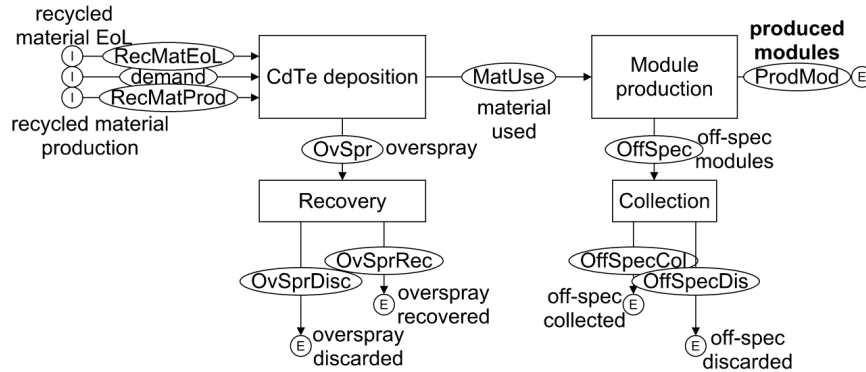 recycled
material EoL
I
RecMatEoL
I
demand
I
RecMatProd
recycled material
production
CdTe deposition
MatUse
material
used
Module
production
produced
modules
ProdMod
E
OvSpr
overspray
OffSpec
off-spec
modules
Recovery
Collection
OvSprRec
OvSprDisc
E
overspray
recovered
E
overspray
discarded
OffSpecCol
OffSpecDis
off-spec
collected
E
E
off-spec
discarded